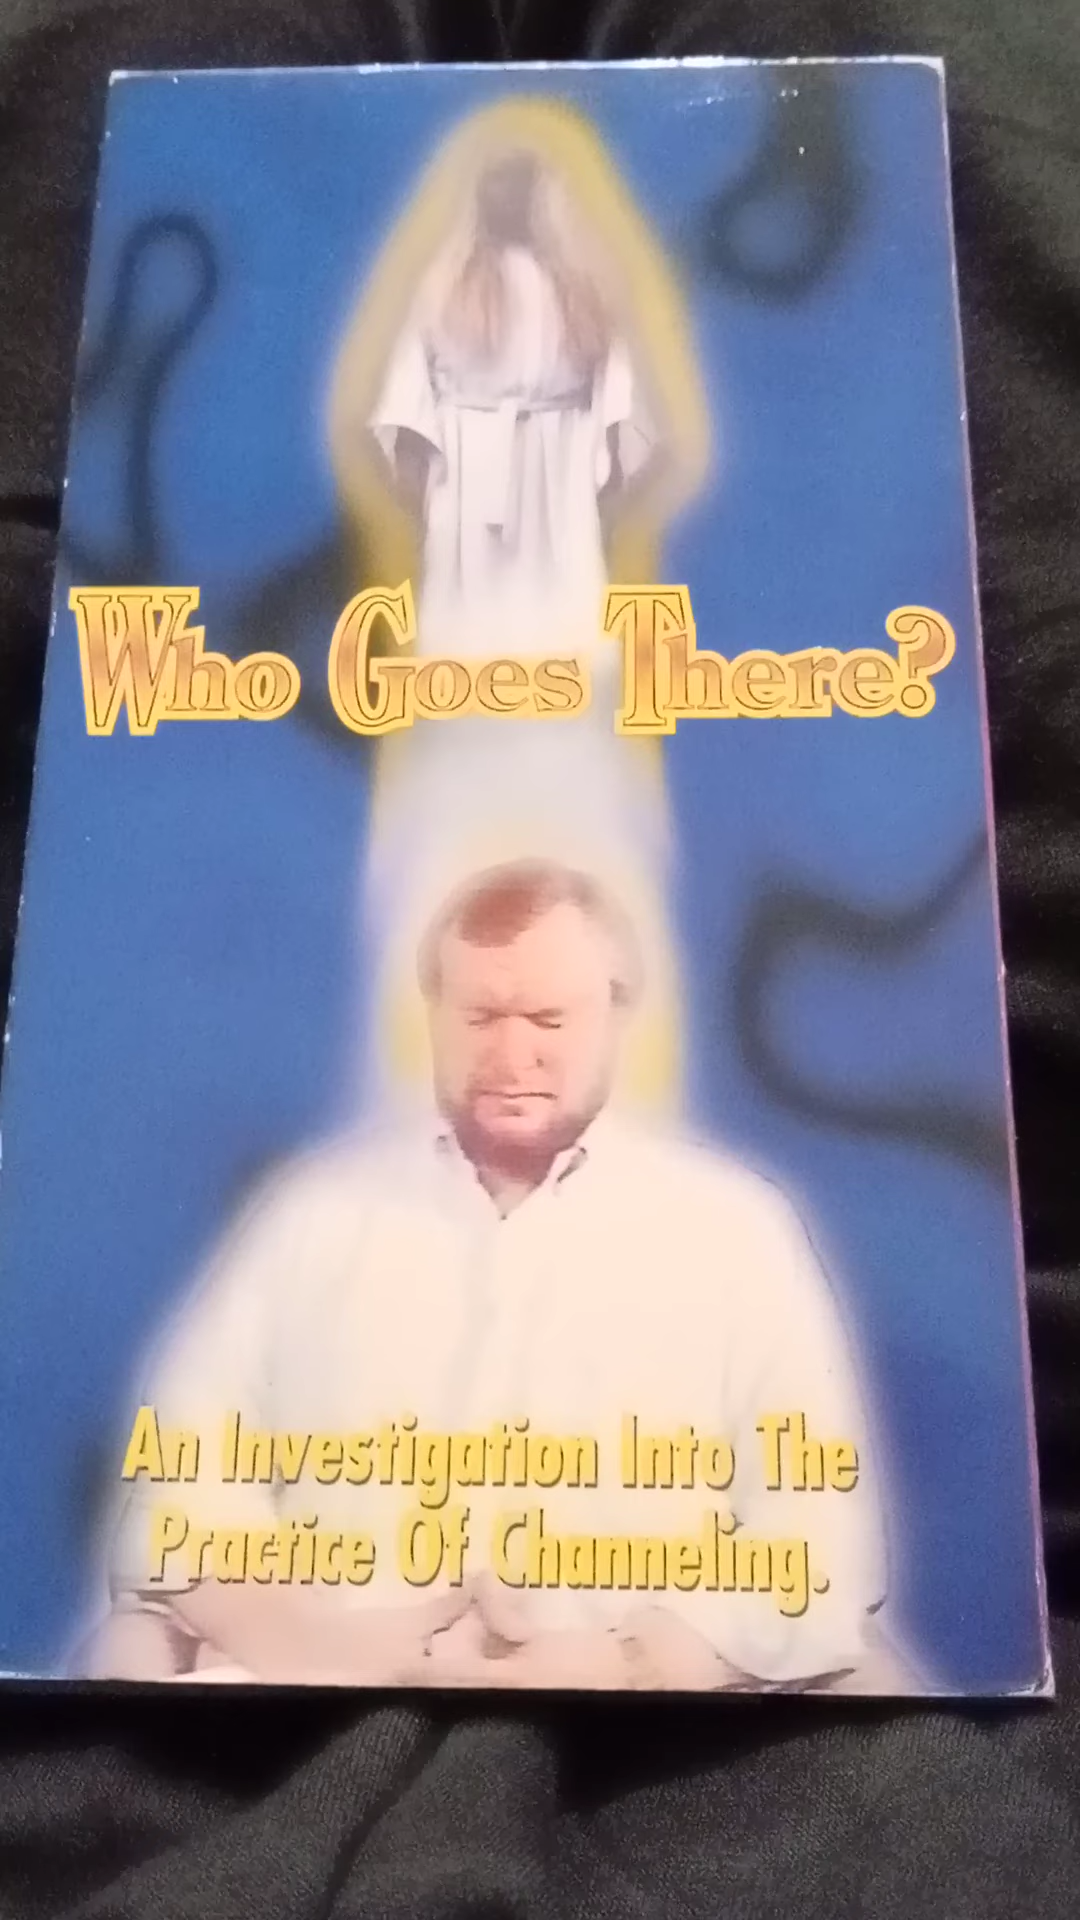 Who Goes There?
An Investigation Into The
Practice Of Channeling.